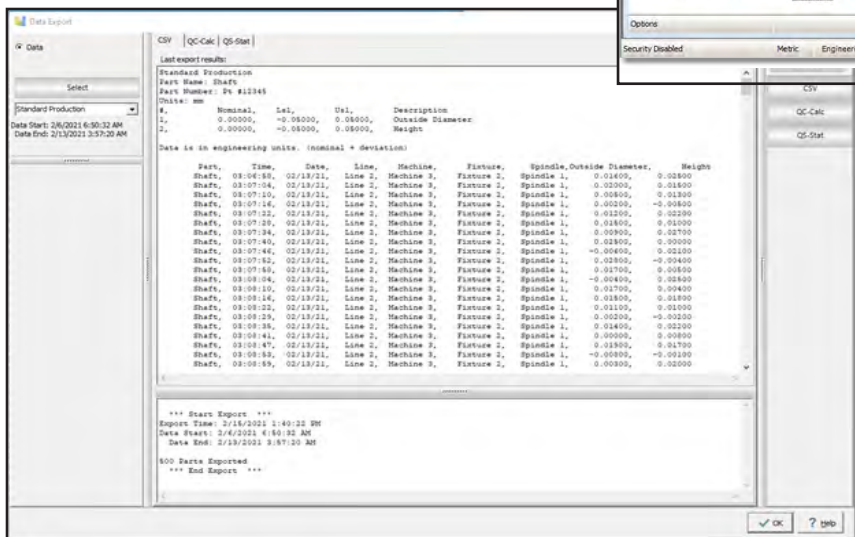 Data Export
Options
Security Disabled Metric Engineeri
Data
Select
Standard Production
Data Start: 2/6/2021 6:50:32 AM
Data End: 2/13/2021 3:57:20 AM
CSV QC-Calc QS-Stat
Last export results:
Standard Production
Part Name: Shaft
Part Number: Pt #12345
Units: mm
#, Nominal, Lsl, Usl, Description
1, 0.00000, -0.05000, 0.05000, Outside Diameter
2, 0.00000, -0.05000, 0.05000, Height
Data is in engineering units. (nominal + deviation)
Part, Time, Date, Line, Machine, Fixture, Spindle,Outside Diameter, Height
Shaft, 03:06:58, 02/13/21, Line 2, Machine 3, Fixture 2, Spindle 1, 0.01600, 0.02500
Shaft, 03:07:04, 02/13/21, Line 2, Machine 3, Fixture 2, Spindle 1, 0.02000, 0.01500
Shaft, 03:07:10, 02/13/21, Line 2, Machine 3, Fixture 2, Spindle 1, 0.00500, 0.01300
Shaft, 03:07:16, 02/13/21, Line 2, Machine 3, Fixture 2, Spindle 1, 0.00200, -0.00500
Shaft, 03:07:22, 02/13/21, Line 2, Machine 3, Fixture 2, Spindle 1, 0.01200, 0.02200
Shaft, 03:07:28, 02/13/21, Line 2, Machine 3, Fixture 2, Spindle 1, 0.01500, 0.01000
Shaft, 03:07:34, 02/13/21, Line 2, Machine 3, Fixture 2, Spindle 1, 0.00900, 0.02700
Shaft, 03:07:40, 02/13/21, Line 2, Machine 3, Fixture 2, Spindle 1, 0.02500, 0.00000
Shaft, 03:07:46, 02/13/21, Line 2, Machine 3, Fixture 2, Spindle 1, -0.00600, 0.02100
Shaft, 03:07:52, 02/13/21, Line 2, Machine 3, Fixture 2, Spindle 1, 0.02800, -0.00400
Shaft, 03:07:58, 02/13/21, Line 2, Machine 3, Fixture 2, Spindle 1, 0.01700, 0.00500
Shaft, 03:08:04, 02/13/21, Line 2, Machine 3, Fixture 2, Spindle 1, -0.00400, 0.02500
Shaft, 03:08:10, 02/13/21, Line 2, Machine 3, Fixture 2, Spindle 1, 0.01700, 0.00400
Shaft, 03:08:16, 02/13/21, Line 2, Machine 3, Fixture 2, Spindle 1, 0.01500, 0.01800
Shaft, 03:08:22, 02/13/21, Line 2, Machine 3, Fixture 2, Spindle 1, 0.01100, 0.01000
Shaft, 03:08:29, 02/13/21, Line 2, Machine 3, Fixture 2, Spindle 1, 0.00200, -0.00200
Shaft, 03:08:35, 02/13/21, Line 2, Machine 3, Fixture 2, Spindle 1, 0.01400, 0.02200
Shaft, 03:08:41, 02/13/21, Line 2, Machine 3, Fixture 2, Spindle 1, 0.00000, 0.00800
Shaft, 03:08:47, 02/13/21, Line 2, Machine 3, Fixture 2, Spindle 1, 0.01900, 0.01700
Shaft, 03:08:53, 02/13/21, Line 2, Machine 3, Fixture 2, Spindle 1, -0.00800, -0.00100
Shaft, 03:08:59, 02/13/21, Line 2, Machine 3, Fixture 2, Spindle 1, 0.00300, 0.02000
*** Start Export ***
Export Time: 2/15/2021 1:40:22 PM
Data Start: 2/6/2021 6:50:32 AM
Data End: 2/13/2021 3:57:20 AM
500 Parts Exported
*** End Export ***
CSV
QC-Calc
QS-Stat
OK
? Help